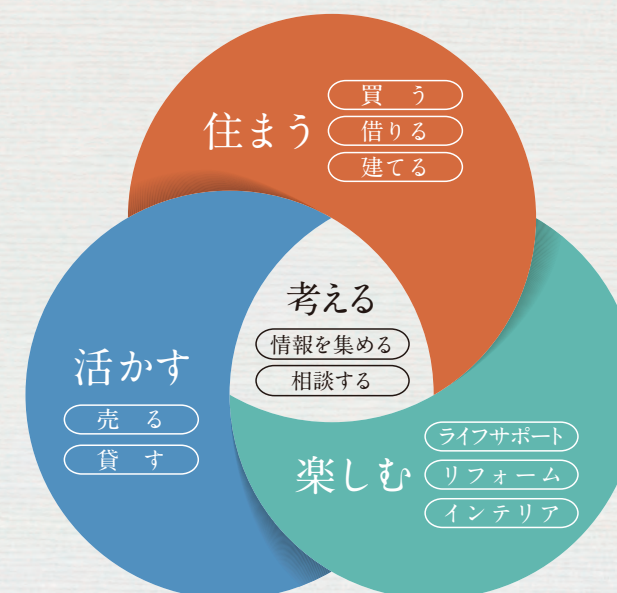 住まう
買う
借りる
建てる
考える
情報を集める
相談する
活かす
売る
貸す
楽しむ
ライフサポート
リフォーム
インテリア